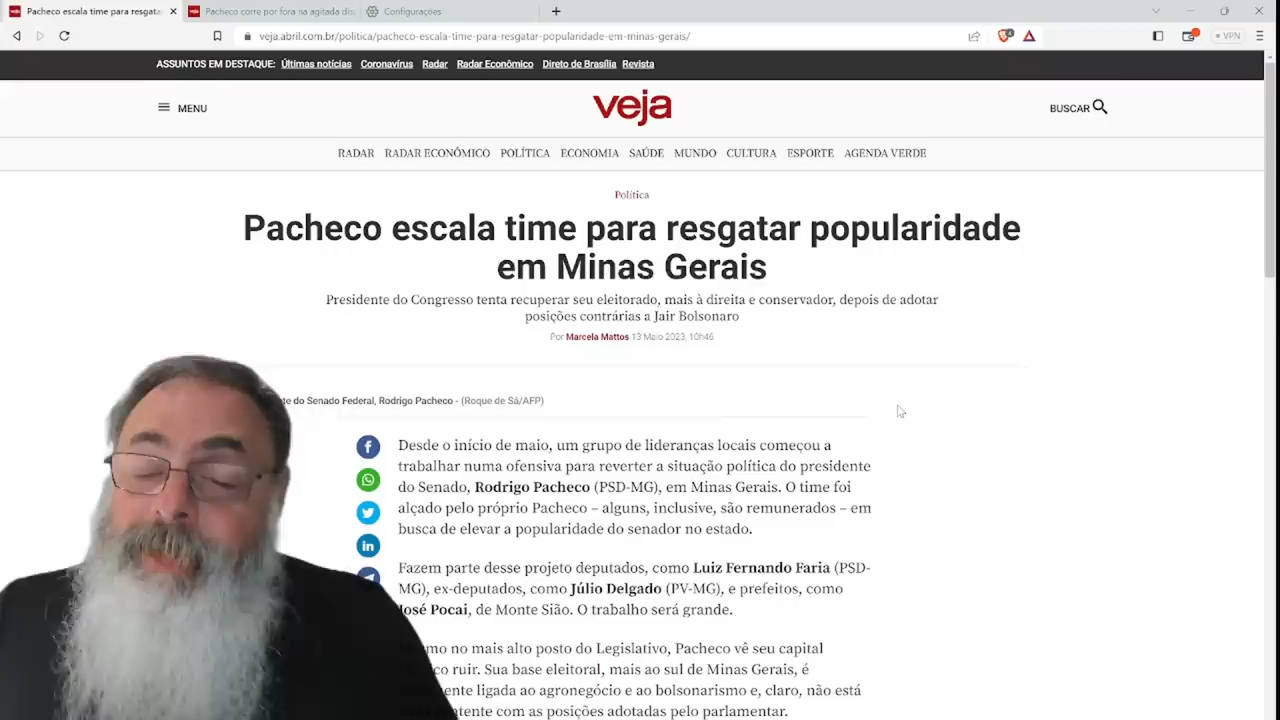 Pacheco escala time para resgata
Pacheco corre por fora na agitada dis
Configurações
veja.abril.com.br/politica/pacheco-escala-time-para-resgatar-popularidade-em-minas-gerais/
VPN
ASSUNTOS EM DESTAQUE: Últimas notícias Coronavírus Radar Radar Econômico Direto de Brasília Revista
MENU
veja
BUSCAR
RADAR RADAR ECONÔMICO POLÍTICA ECONOMIA SAÚDE MUNDO CULTURA ESPORTE AGENDA VERDE
Política
Pacheco escala time para resgatar popularidade
em Minas Gerais
Presidente do Congresso tenta recuperar seu eleitorado, mais à direita e conservador, depois de adotar
posições contrárias a Jair Bolsonaro
Por Marcela Mattos 13 Maio 2023, 10h46
do Senado Federal, Rodrigo Pacheco - (Roque de Sá/AFP)
Desde o início de maio, um grupo de lideranças locais começou a
trabalhar numa ofensiva para reverter a situação política do presidente
do Senado, Rodrigo Pacheco (PSD-MG), em Minas Gerais. O time foi
alçado pelo próprio Pacheco – alguns, inclusive, são remunerados – em
busca de elevar a popularidade do senador no estado.
Fazem parte desse projeto deputados, como Luiz Fernando Faria (PSD-
MG), ex-deputados, como Júlio Delgado (PV-MG), e prefeitos, como
José Pocai, de Monte Sião. O trabalho será grande.
no mais alto posto do Legislativo, Pacheco vê seu capital
ruir. Sua base eleitoral, mais ao sul de Minas Gerais, é
ligada ao agronegócio e ao bolsonarismo e, claro, não está
com as posições adotadas pelo parlamentar.